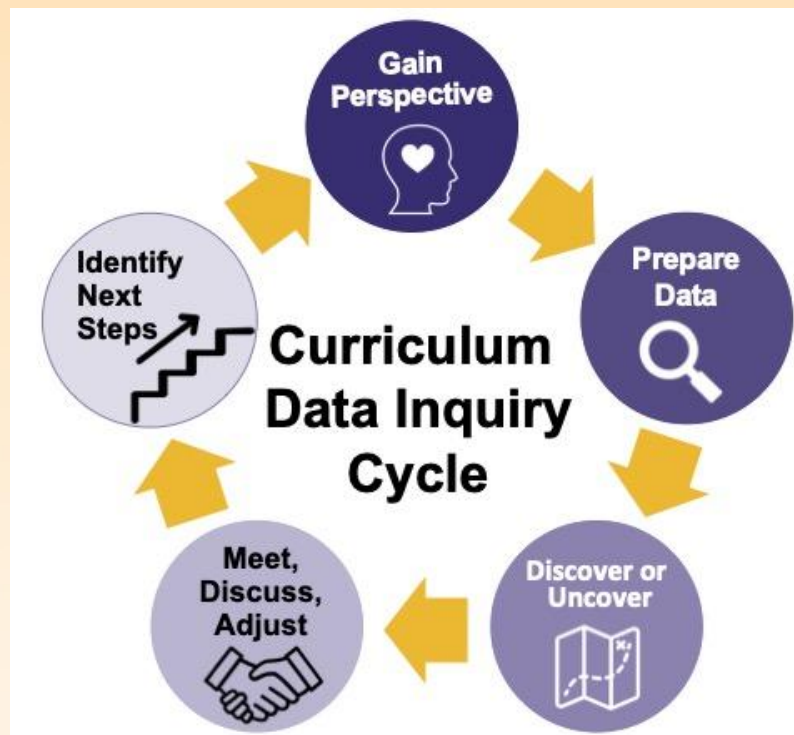 Gain
Perspective
Prepare
Data
Discover or
Uncover
Meet,
Discuss,
Adjust
Identify
Next
Steps
Curriculum
Data Inquiry
Cycle